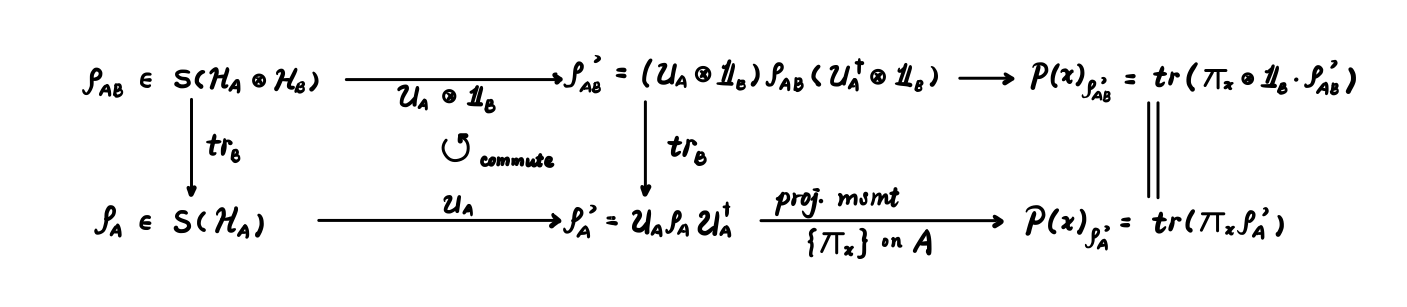 ρ_AB ∈ S(ℋ_A ⊗ ℋ_B) ⟶ ρ'_AB = (U_A ⊗ 𝟙_B) ρ_AB (U_A^† ⊗ 𝟙_B) ⟶ P(x)_ρ'_AB = tr(Π_x ⊗ 𝟙_B · ρ'_AB)
U_A ⊗ 𝟙_B
tr_B ↺ commute tr_B
U_A proj. msmt
ρ_A ∈ S(ℋ_A) ⟶ ρ'_A = U_A ρ_A U_A^† ⟶ P(x)_ρ'_A = tr(Π_x ρ'_A)
{Π_x} on A